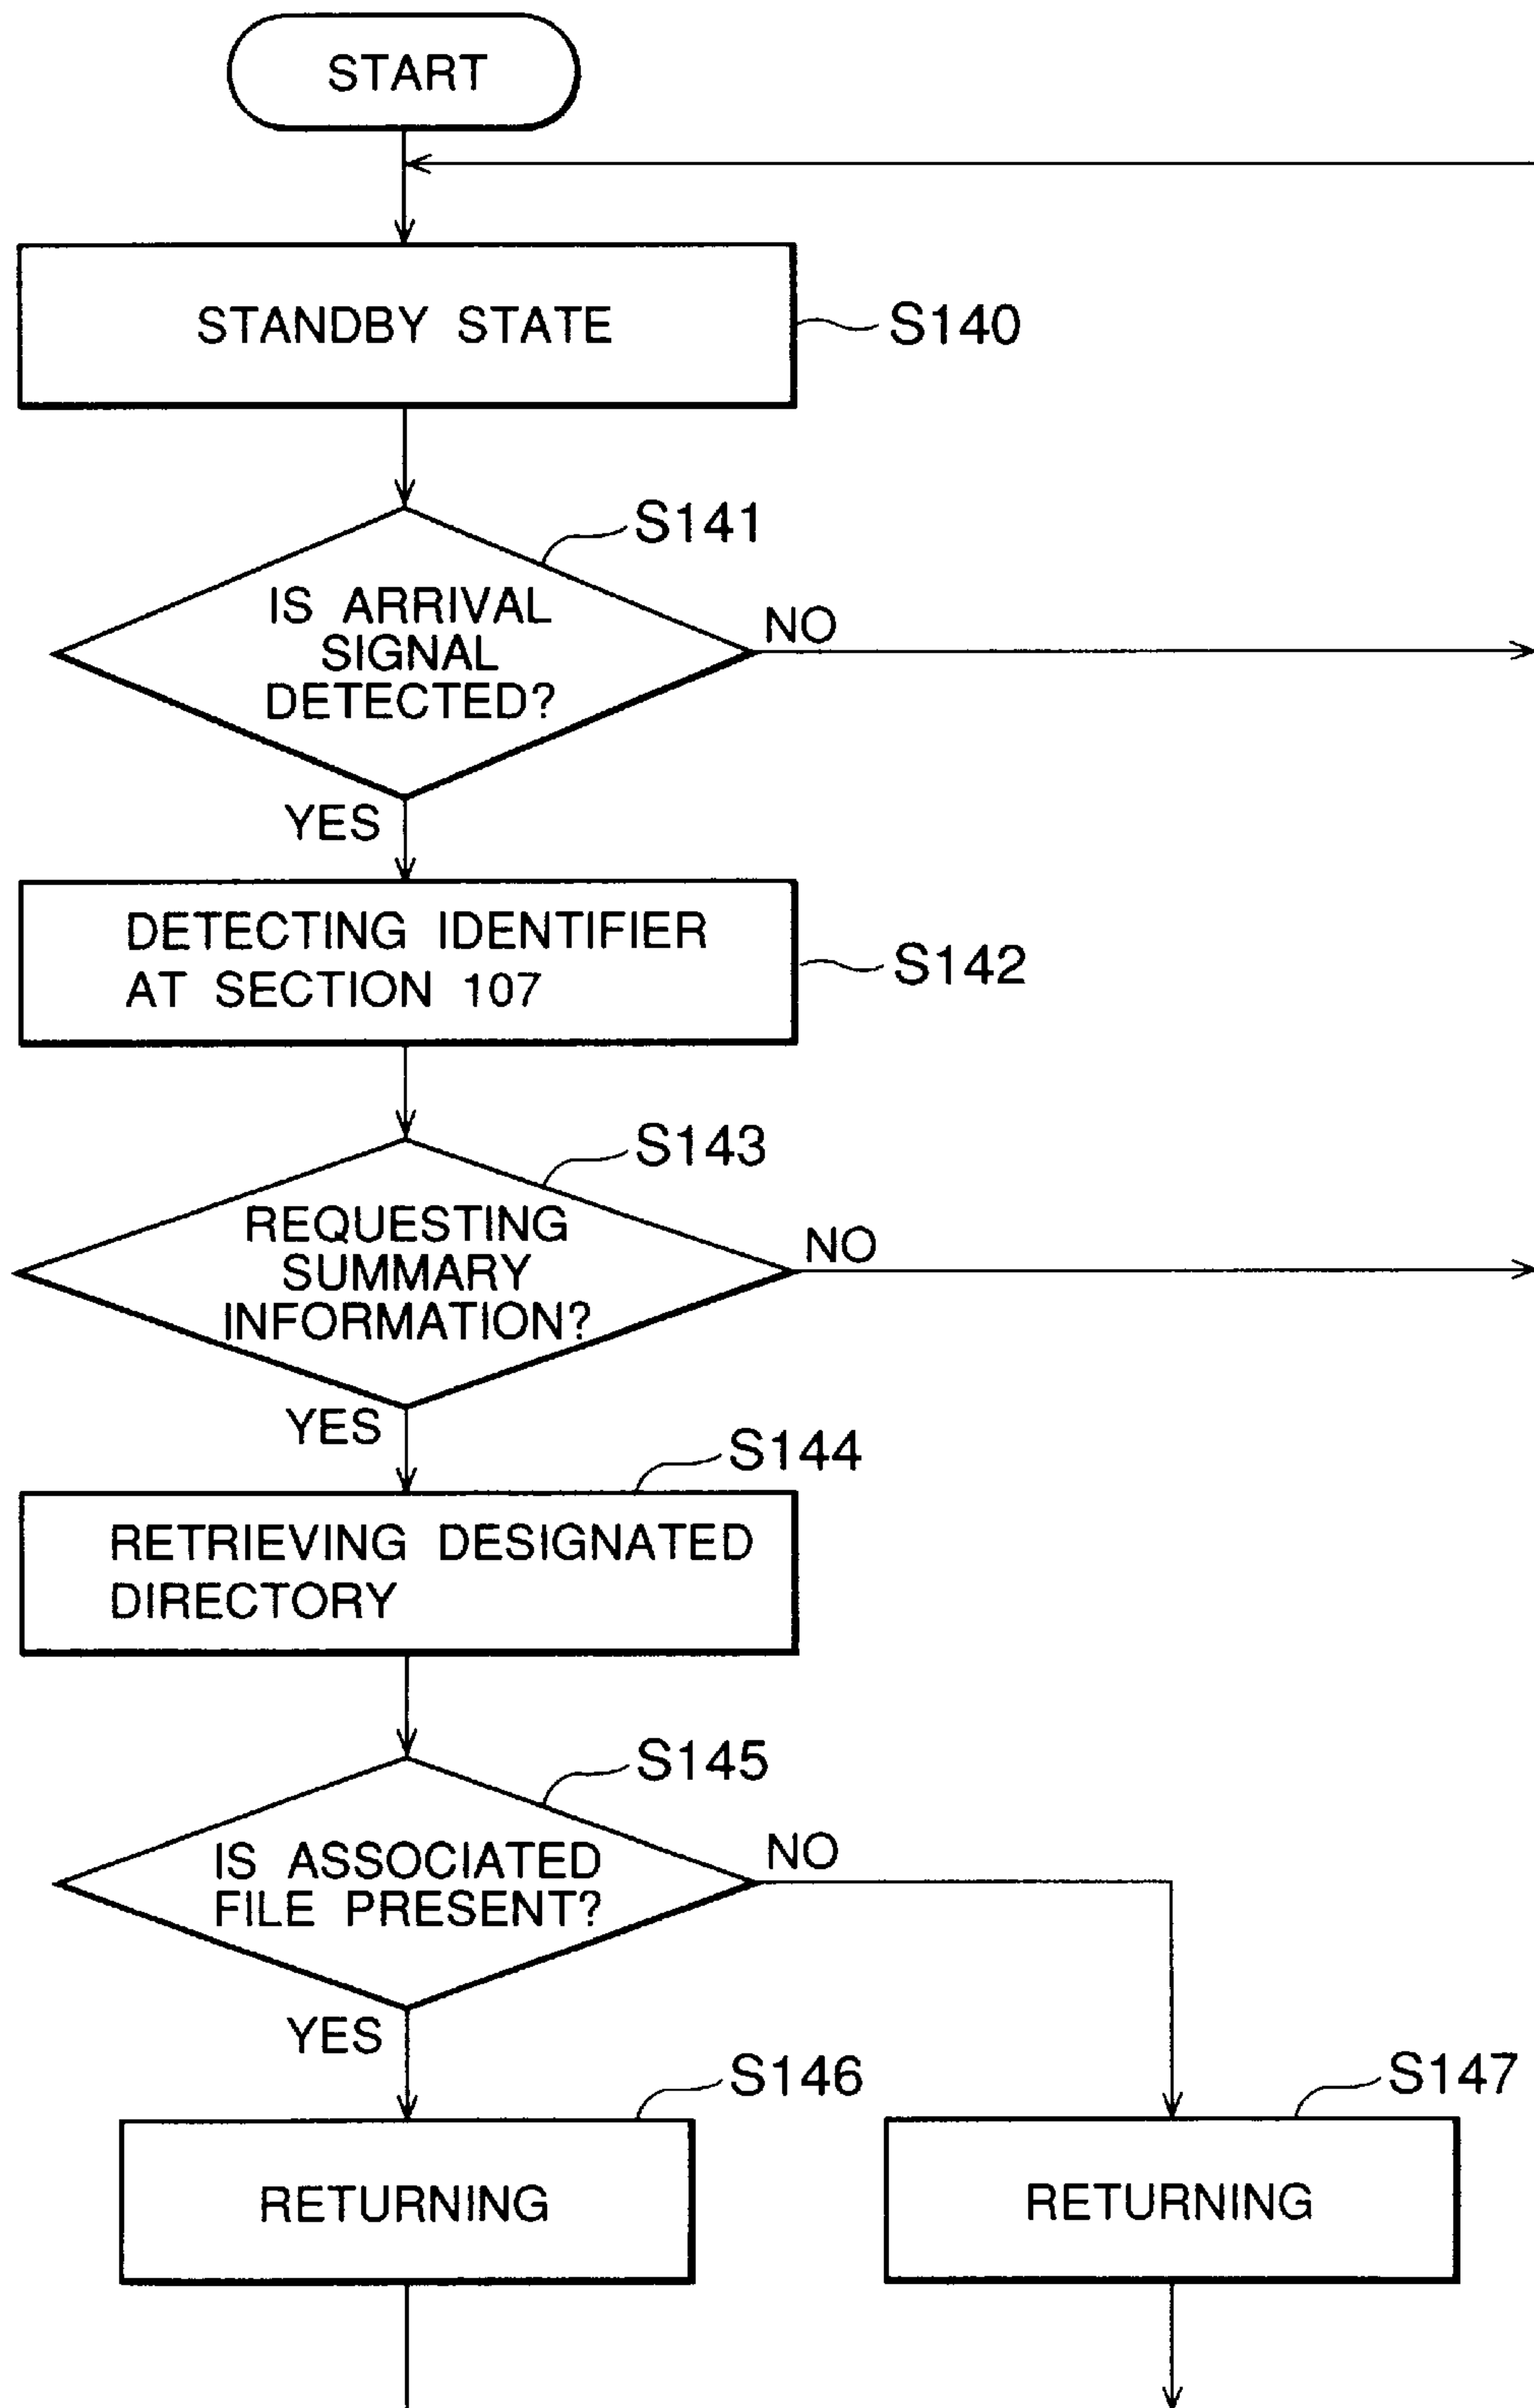 START
STANDBY STATE
S140
S141
IS ARRIVAL
SIGNAL
DETECTED?
NO
YES
DETECTING IDENTIFIER
AT SECTION 107
S142
S143
REQUESTING
SUMMARY
INFORMATION?
NO
YES
S144
RETRIEVING DESIGNATED
DIRECTORY
S145
IS ASSOCIATED
FILE PRESENT?
NO
YES
S146
RETURNING
S147
RETURNING